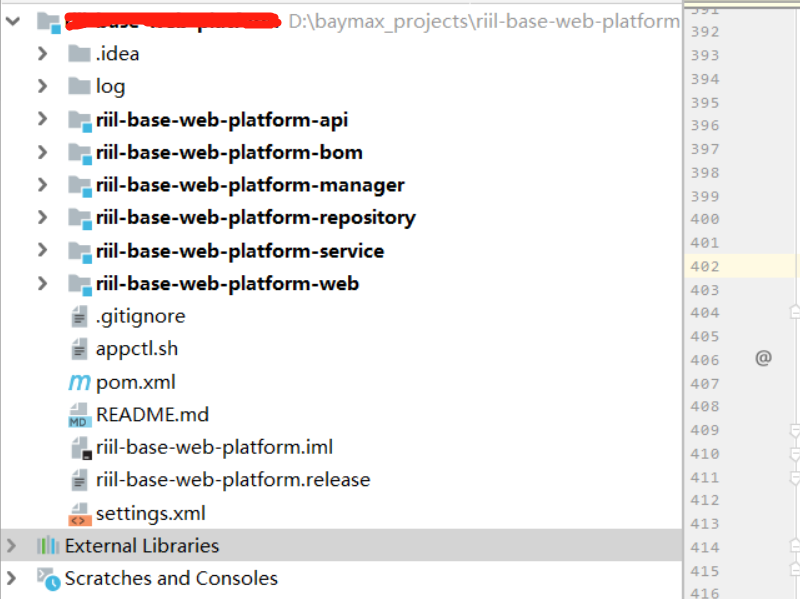 D:\baymax_projects\riil-base-web-platform
.idea
log
riil-base-web-platform-api
riil-base-web-platform-bom
riil-base-web-platform-manager
riil-base-web-platform-repository
riil-base-web-platform-service
riil-base-web-platform-web
.gitignore
appctl.sh
m pom.xml
MD README.md
riil-base-web-platform.iml
riil-base-web-platform.release
<> settings.xml
External Libraries
Scratches and Consoles
391
392
393
394
395
396
397
398
399
400
401
402
403
404
405
406 @
407
408
409
410
411
412
413
414
415
416